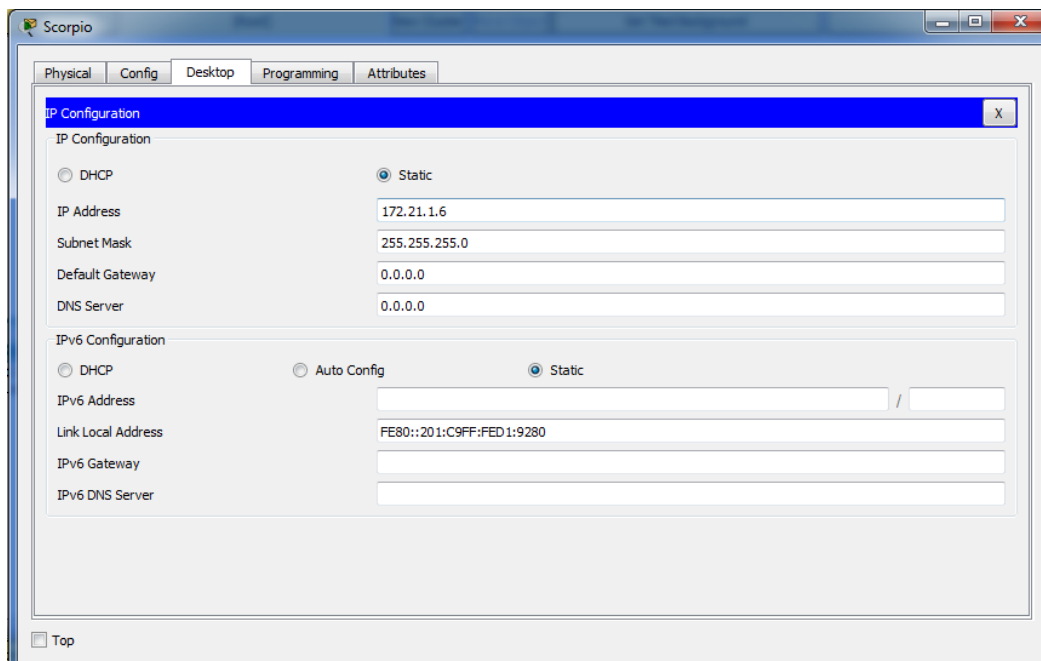 Scorpio
Physical Config Desktop Programming Attributes
IP Configuration X
IP Configuration
DHCP Static
IP Address 172.21.1.6
Subnet Mask 255.255.255.0
Default Gateway 0.0.0.0
DNS Server 0.0.0.0
IPv6 Configuration
DHCP Auto Config Static
IPv6 Address /
Link Local Address FE80::201:C9FF:FED1:9280
IPv6 Gateway
IPv6 DNS Server
Top